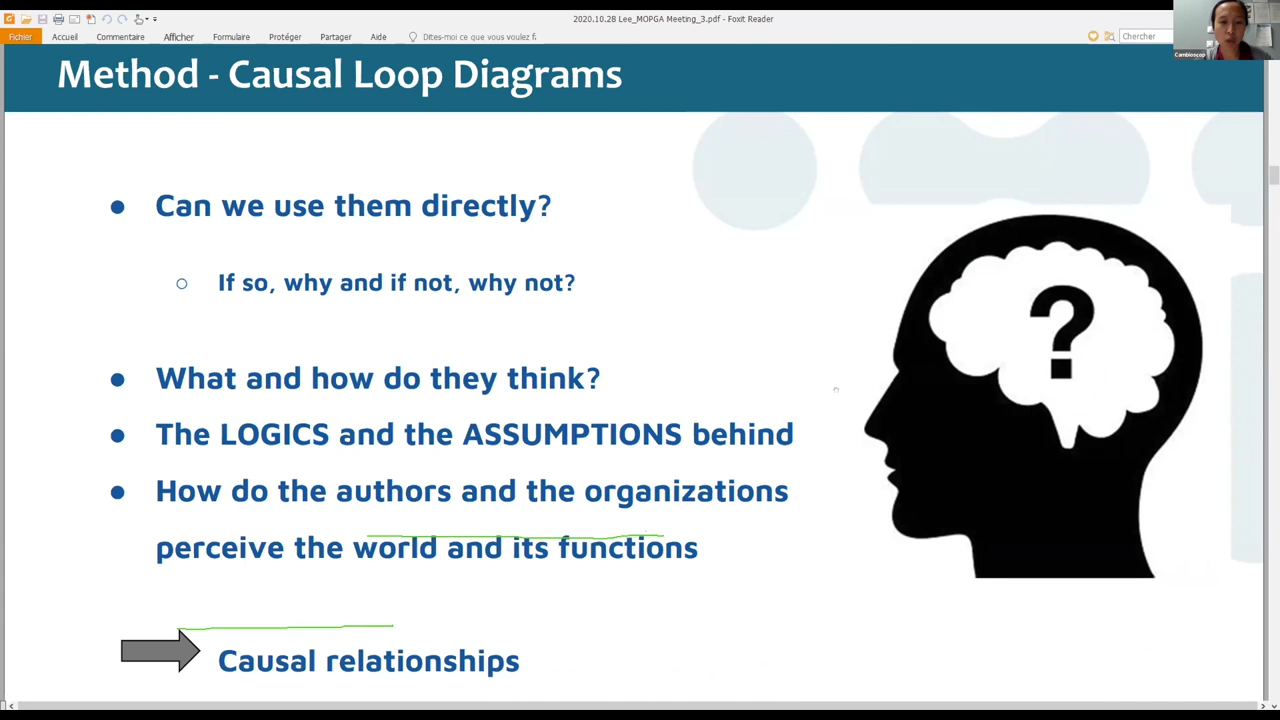 2020.10.28 Lee_MOPGA Meeting_3.pdf - Foxit Reader
Fichier Accueil Commentaire Afficher Formulaire Protéger Partager Aide Dites-moi ce que vous voulez f Chercher
Cambioscop
Method - Causal Loop Diagrams
● Can we use them directly?
○ If so, why and if not, why not?
● What and how do they think?
● The LOGICS and the ASSUMPTIONS behind
● How do the authors and the organizations
perceive the world and its functions
Causal relationships
?